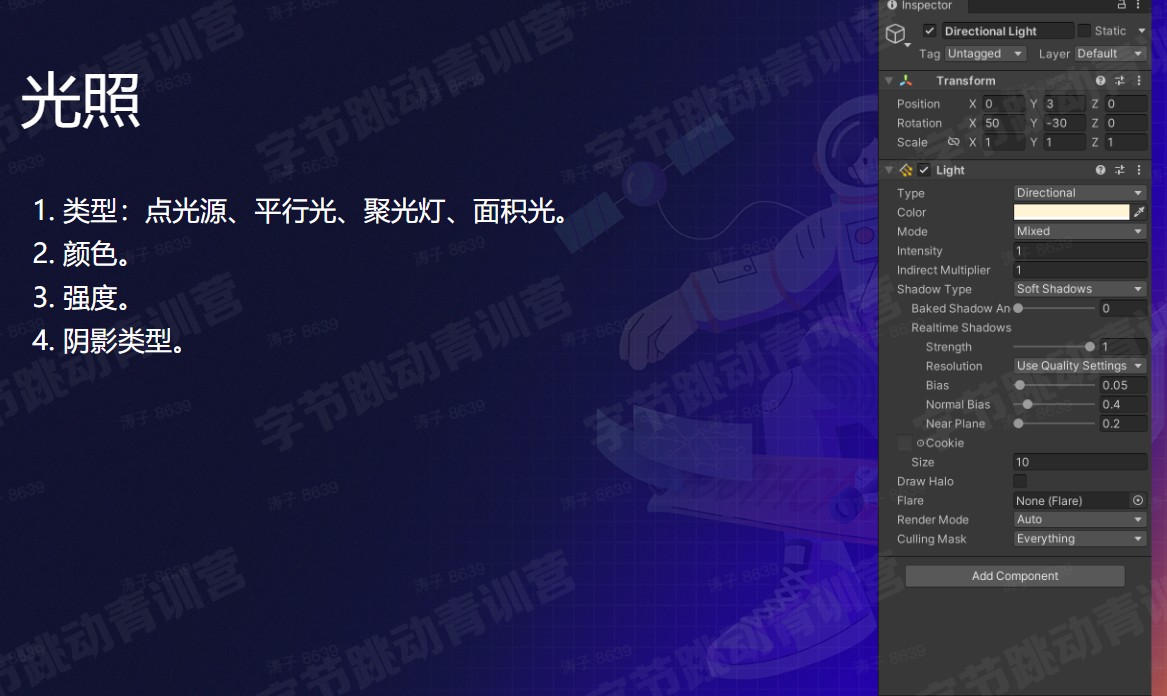 光照
1. 类型：点光源、平行光、聚光灯、面积光。
2. 颜色。
3. 强度。
4. 阴影类型。
Inspector
Directional Light Static
Tag Untagged Layer Default
Transform
Position X 0 Y 3 Z 0
Rotation X 50 Y -30 Z 0
Scale X 1 Y 1 Z 1
Light
Type Directional
Color
Mode Mixed
Intensity 1
Indirect Multiplier 1
Shadow Type Soft Shadows
Baked Shadow An 0
Realtime Shadows
Strength 1
Resolution Use Quality Settings
Bias 0.05
Normal Bias 0.4
Near Plane 0.2
Cookie
Size 10
Draw Halo
Flare None (Flare)
Render Mode Auto
Culling Mask Everything
Add Component
字节跳动青训营
涛子 8639